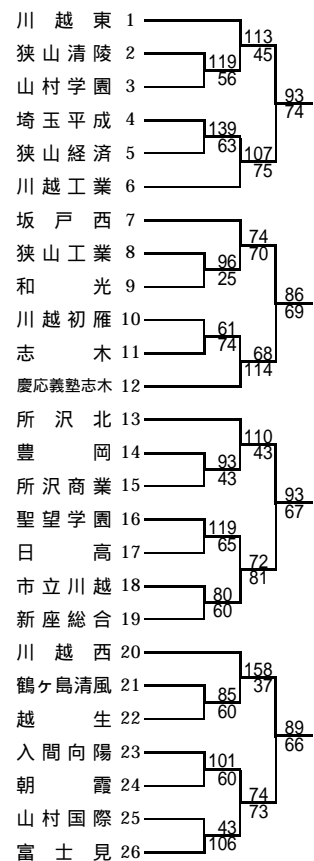 川越東 1
113
45
狭山清陵 2
119
56
山村学園 3
93
74
埼玉平成 4
139
63
狭山経済 5
107
75
川越工業 6
坂戸西 7
74
70
狭山工業 8
96
25
和光 9
86
69
川越初雁 10
61
74
志木 11
68
114
慶応義塾志木 12
所沢北 13
110
43
豊岡 14
93
43
所沢商業 15
93
67
聖望学園 16
119
65
日高 17
72
81
市立川越 18
80
60
新座総合 19
川越西 20
158
37
鶴ヶ島清風 21
85
60
越生 22
89
66
入間向陽 23
101
60
朝霞 24
74
73
山村国際 25
43
106
富士見 26